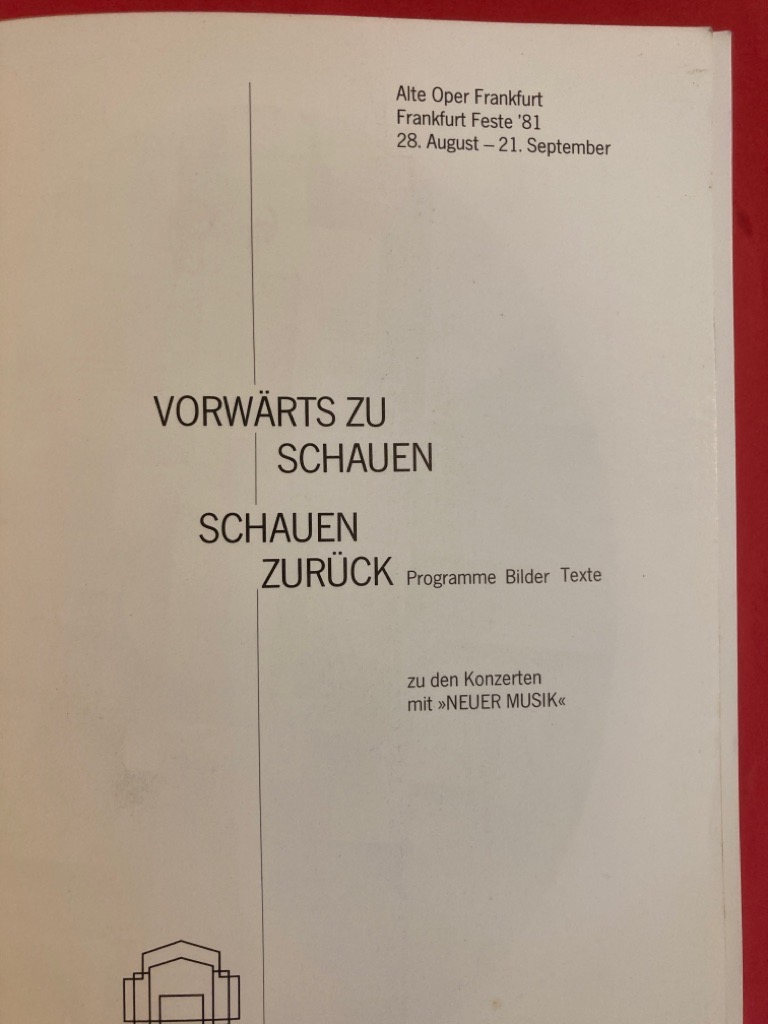 Alte Oper Frankfurt
Frankfurt Feste '81
28. August – 21. September
VORWÄRTS ZU
SCHAUEN
SCHAUEN
ZURÜCK Programme Bilder Texte
zu den Konzerten
mit »NEUER MUSIK«